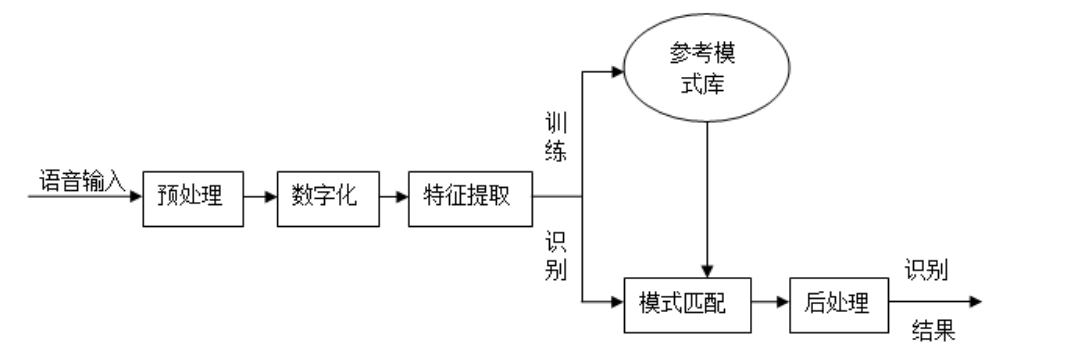 参考模
式库
训
练
语音输入
预处理
数字化
特征提取
识
别
模式匹配
后处理
识别
结果